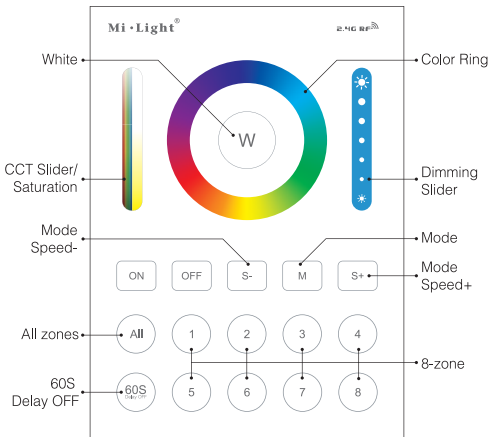 Mi·Light®
2.4G RF
White
Color Ring
W
CCT Slider/
Saturation
Dimming
Slider
Mode
Speed-
Mode
Mode
Speed+
ON
OFF
S-
M
S+
All zones
All
1
2
3
4
8-zone
60S
Delay OFF
60S
Delay OFF
5
6
7
8